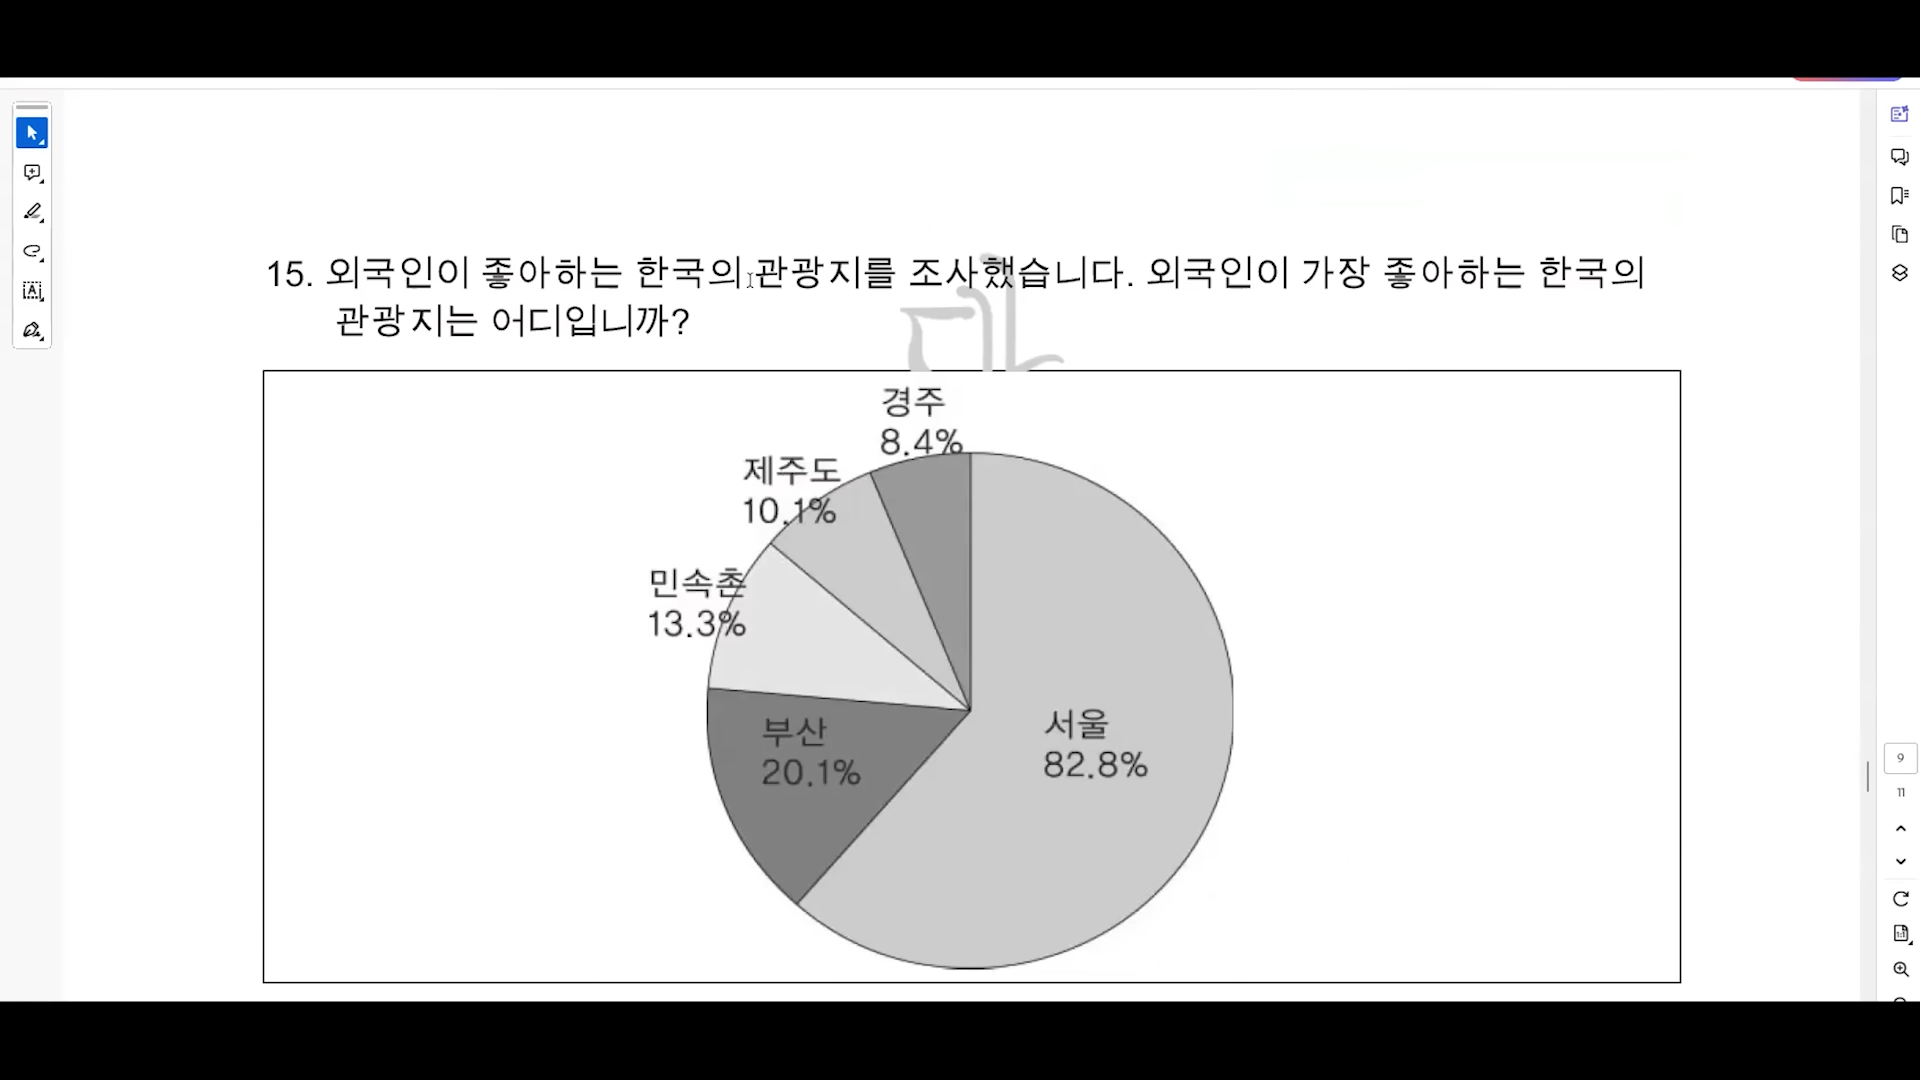 15. 외국인이 좋아하는 한국의 관광지를 조사했습니다. 외국인이 가장 좋아하는 한국의
관광지는 어디입니까?
경주
8.4%
제주도
10.1%
민속촌
13.3%
부산
20.1%
서울
82.8%
9
11